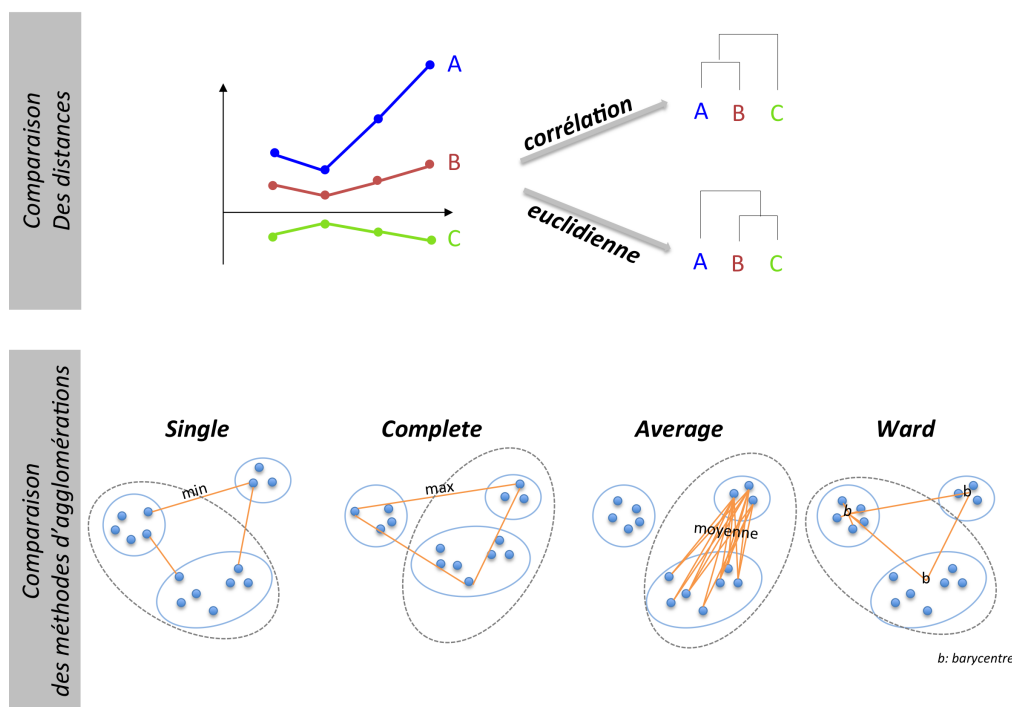 Comparaison
Des distances
A
B
C
corrélation
euclidienne
A B C
A B C
Comparaison
des méthodes d'agglomérations
Single
Complete
Average
Ward
min
max
moyenne
b
b
b
b: barycentre